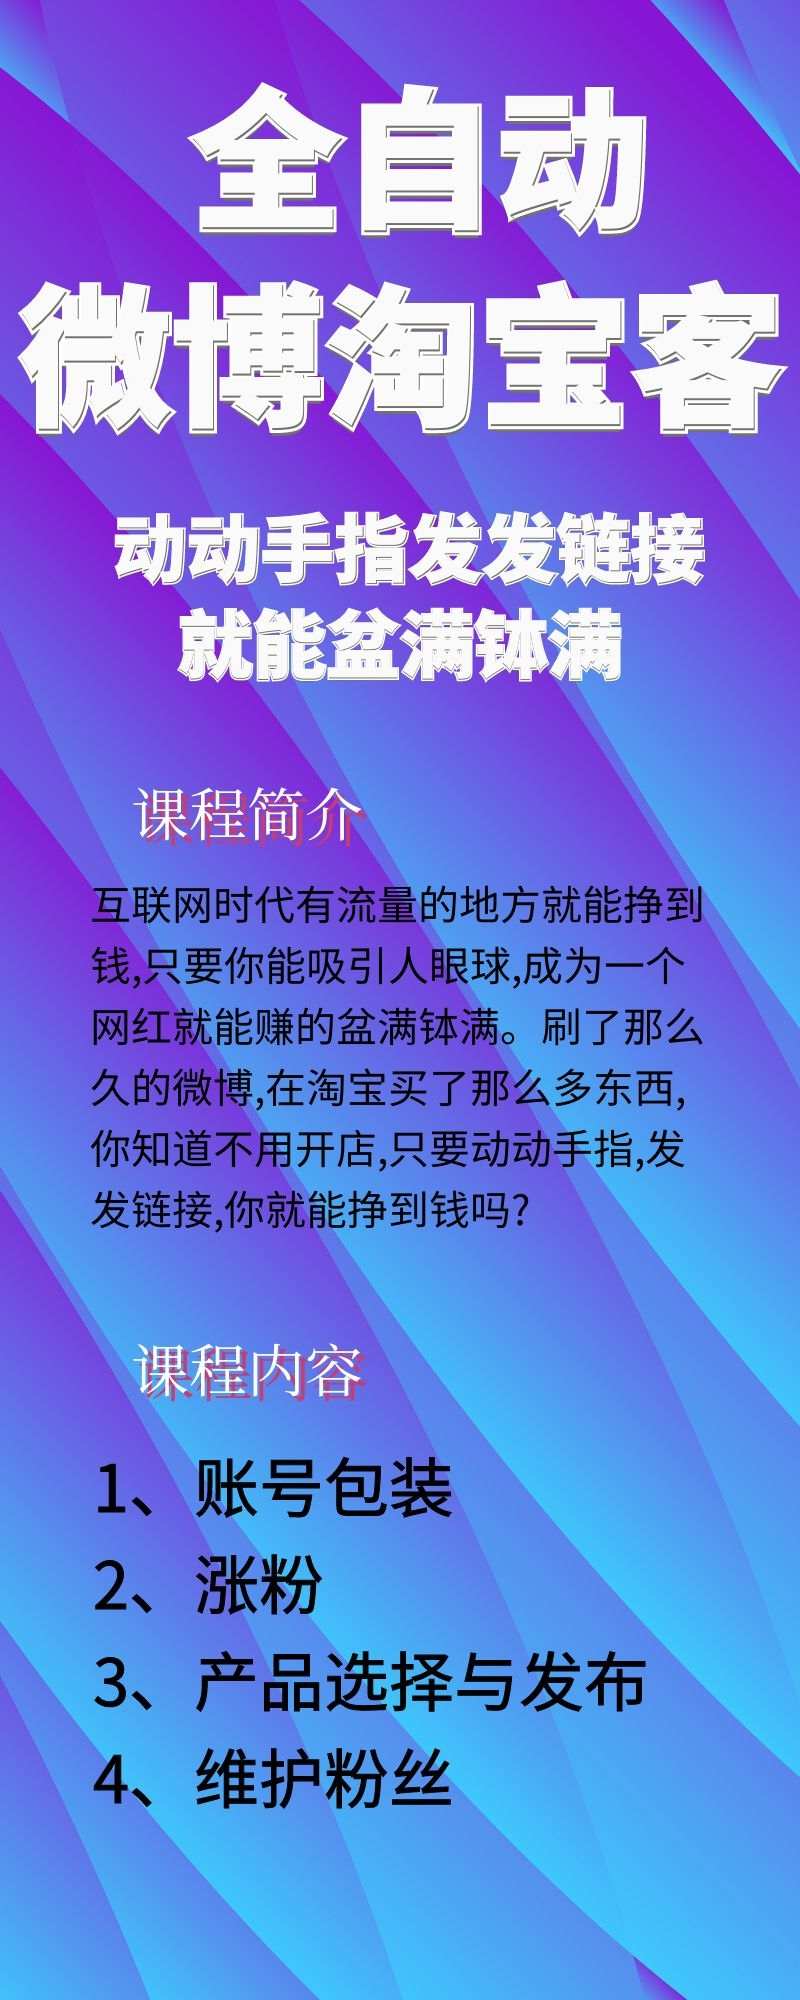 全自动
微博淘宝客
动动手指发发链接
就能盆满钵满
课程简介
互联网时代有流量的地方就能挣到
钱,只要你能吸引人眼球,成为一个
网红就能赚的盆满钵满。刷了那么
久的微博,在淘宝买了那么多东西,
你知道不用开店,只要动动手指,发
发链接,你就能挣到钱吗?
课程内容
1、账号包装
2、涨粉
3、产品选择与发布
4、维护粉丝